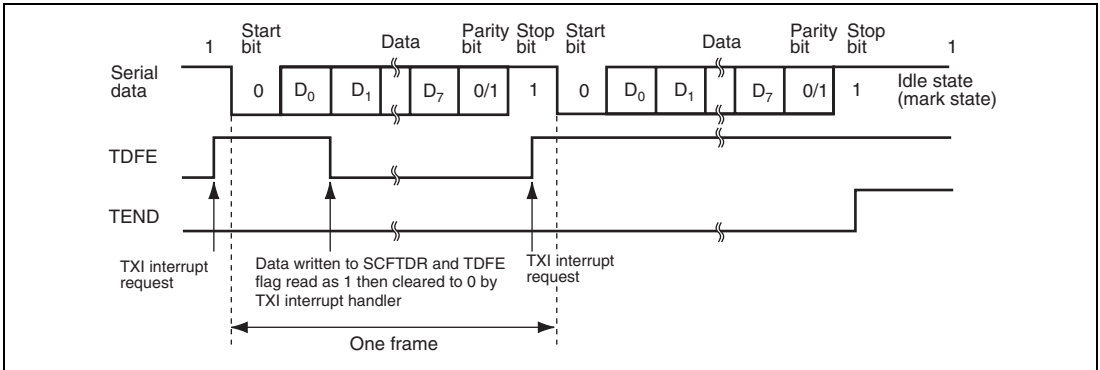 1 Start bit Data Parity bit Stop bit Start bit Data Parity bit Stop bit 1
Serial data
0 D0 D1 D7 0/1 1 0 D0 D1 D7 0/1 1 Idle state (mark state)
TDFE
TEND
TXI interrupt request
Data written to SCFTDR and TDFE
flag read as 1 then cleared to 0 by
TXI interrupt handler
TXI interrupt request
One frame